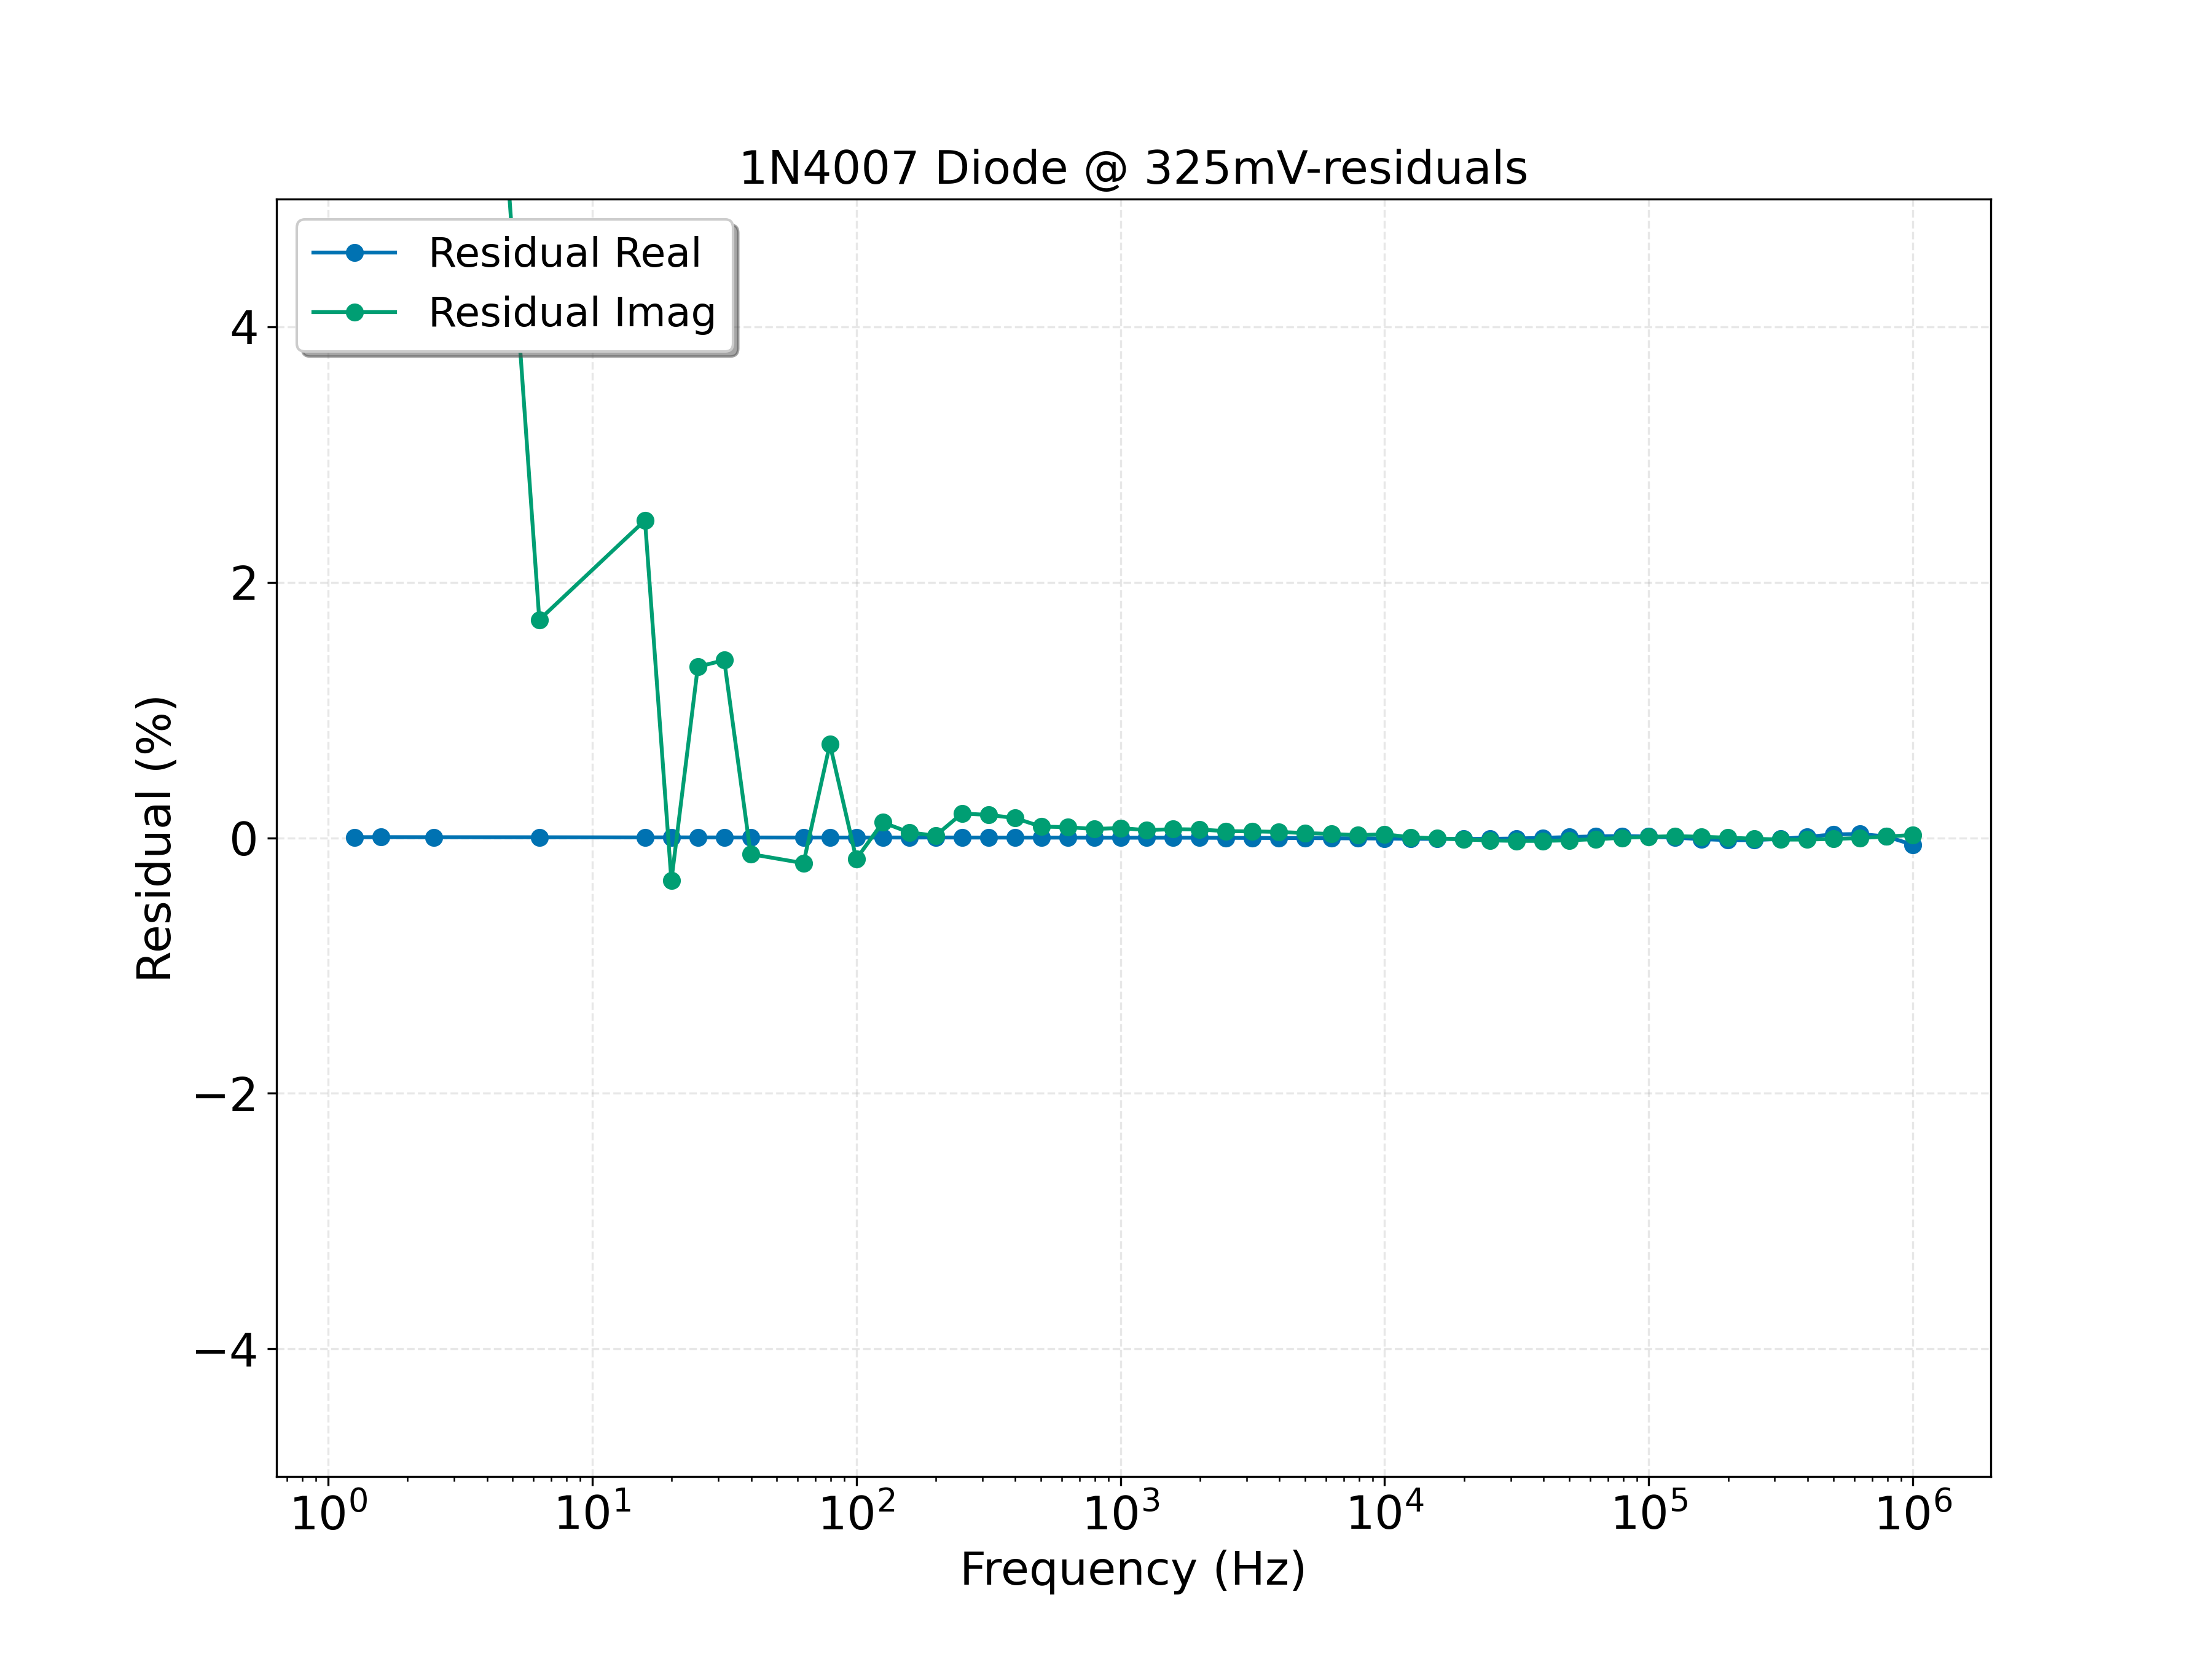 1N4007 Diode @ 325mV-residuals
Residual Real
Residual Imag
4
2
0
−2
−4
Residual (%)
10^0 10^1 10^2 10^3 10^4 10^5 10^6
Frequency (Hz)